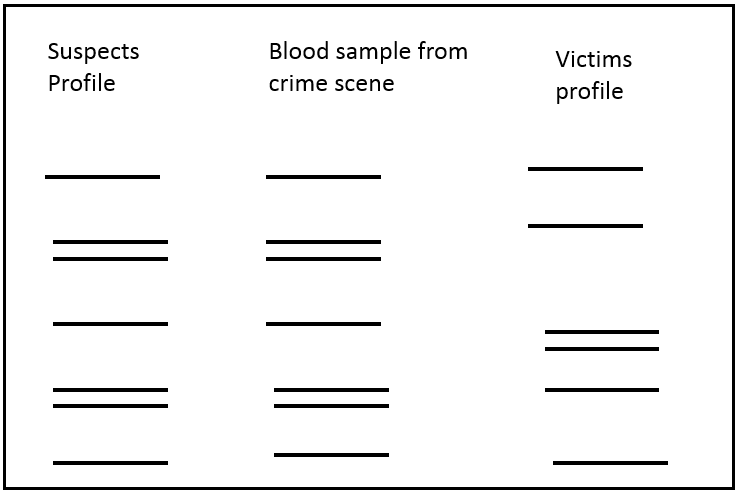 Suspects
Profile
Blood sample from
crime scene
Victims
profile